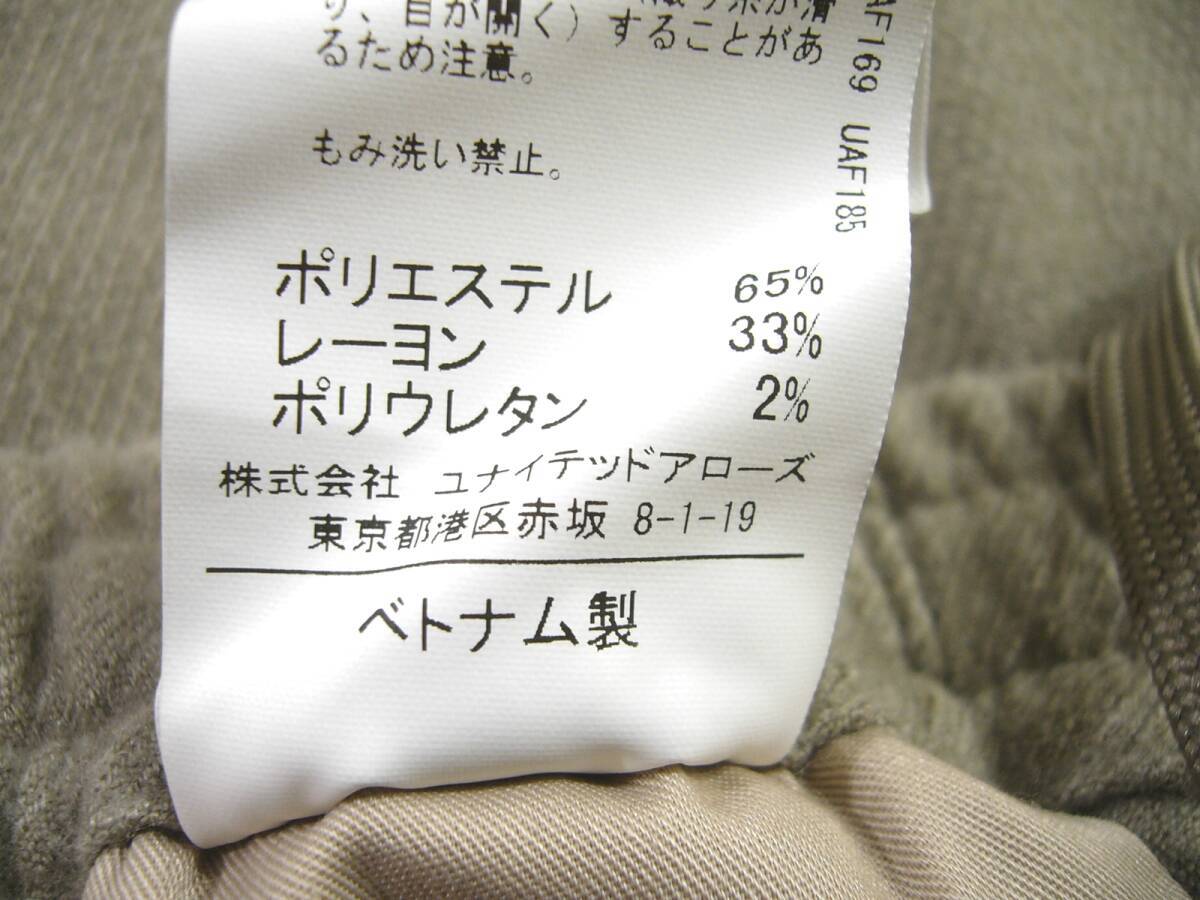 り、目が開く)することがあ
るため注意。
もみ洗い禁止。
ポリエステル 65%
レーヨン 33%
ポリウレタン 2%
株式会社 ユナイテッドアローズ
東京都港区赤坂 8-1-19
ベトナム製
UAF169 UAF185